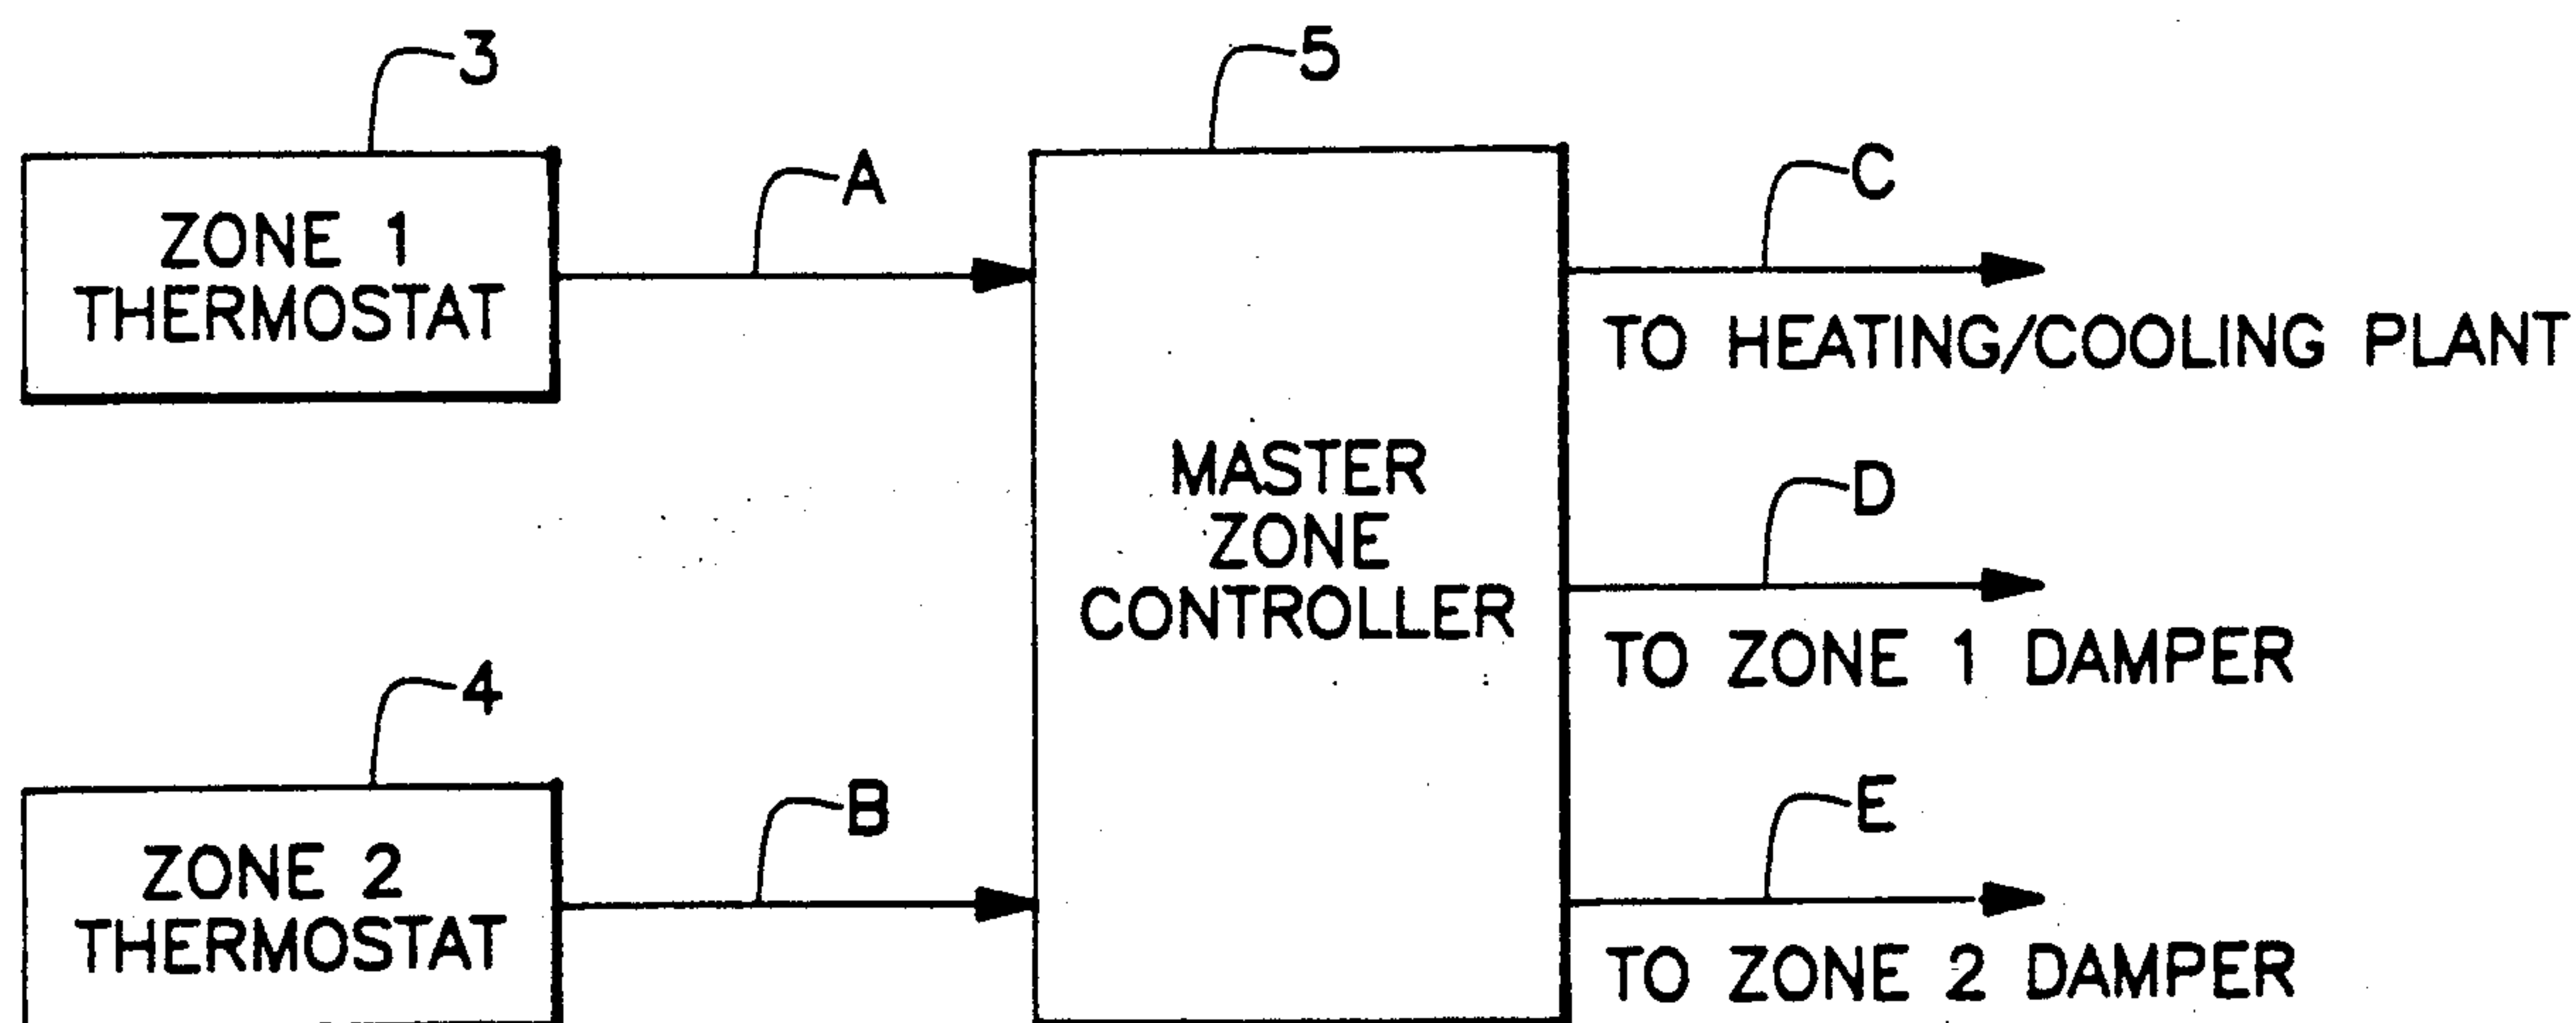 3
5
A
C
ZONE 1
THERMOSTAT
TO HEATING/COOLING PLANT
MASTER
ZONE
CONTROLLER
D
TO ZONE 1 DAMPER
4
B
E
ZONE 2
THERMOSTAT
TO ZONE 2 DAMPER